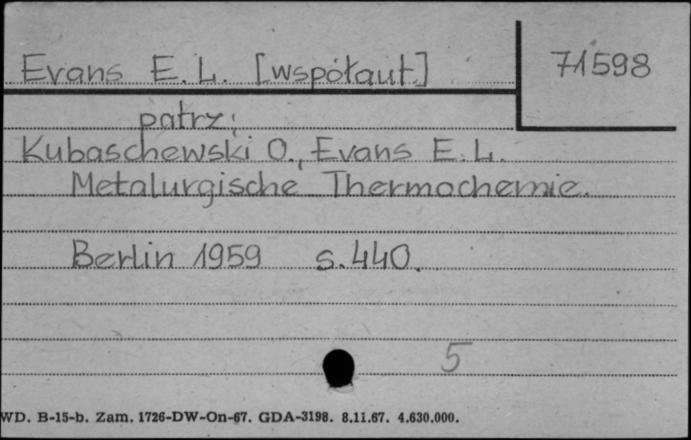 Evans E. L. [współaut.]
71598
patrz:
Kubaschewski O., Evans E. L.
Metalurgische Thermochemie.
Berlin 1959 s. 440.
5
WD. B-15-b. Zam. 1726-DW-On-67. GDA-3198. 8.11.67. 4.630.000.